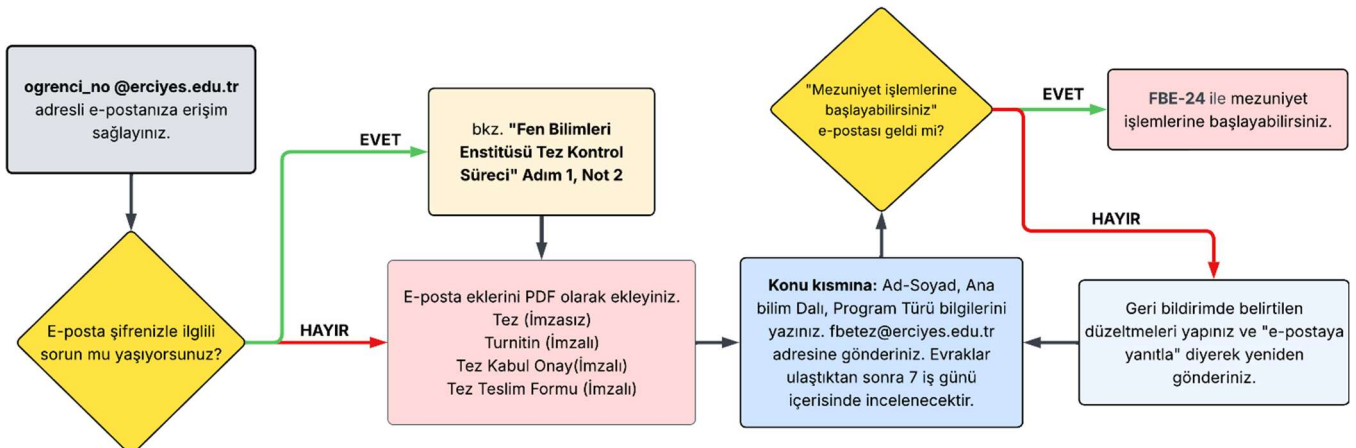 ogrenci_no @erciyes.edu.tr
adresli e-postanıza erişim
sağlayınız.
E-posta şifrenizle ilglili
sorun mu yaşıyorsunuz?
EVET
bkz. "Fen Bilimleri
Enstitüsü Tez Kontrol
Süreci" Adım 1, Not 2
HAYIR
E-posta eklerini PDF olarak ekleyiniz.
Tez (İmzasız)
Turnitin (İmzalı)
Tez Kabul Onay(İmzalı)
Tez Teslim Formu (İmzalı)
Konu kısmına: Ad-Soyad, Ana
bilim Dalı, Program Türü bilgilerini
yazınız. fbetez@erciyes.edu.tr
adresine gönderiniz. Evraklar
ulaştıktan sonra 7 iş günü
içerisinde incelenecektir.
"Mezuniyet işlemlerine
başlayabilirsiniz"
e-postası geldi mi?
EVET
FBE-24 ile mezuniyet
işlemlerine başlayabilirsiniz.
HAYIR
Geri bildirimde belirtilen
düzeltmeleri yapınız ve "e-postaya
yanıtla" diyerek yeniden
gönderiniz.